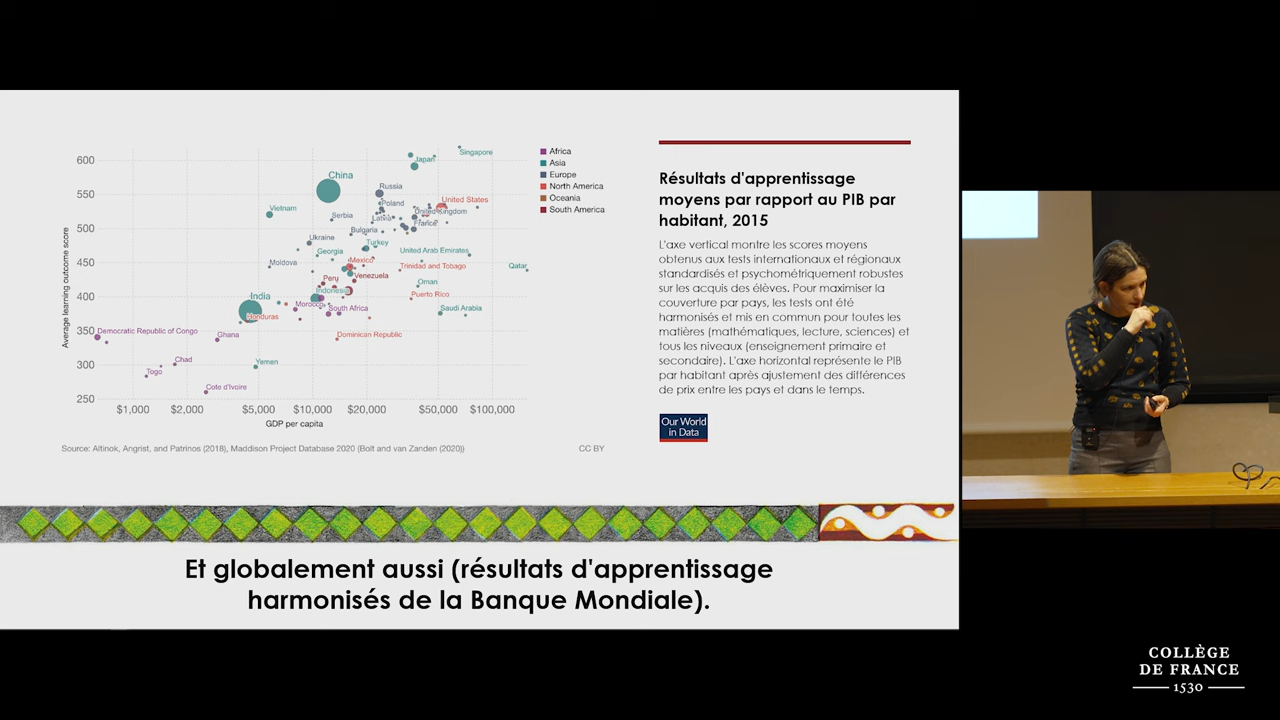 600
550
500
450
400
350
300
250
Average learning outcome score
$1,000
$2,000
$5,000
$10,000
$20,000
$50,000
$100,000
GDP per capita
Singapore
Japan
China
Russia
Poland
United States
Vietnam
Serbia
Latvia
United Kingdom
France
Bulgaria
Ukraine
Turkey
Georgia
United Arab Emirates
Moldova
Mexico
Trinidad and Tobago
Qatar
Peru
Venezuela
Oman
India
Indonesia
Puerto Rico
Morocco
South Africa
Saudi Arabia
Honduras
Democratic Republic of Congo
Ghana
Dominican Republic
Chad
Yemen
Togo
Cote d'Ivoire
Africa
Asia
Europe
North America
Oceania
South America
Source: Altinok, Angrist, and Patrinos (2018), Maddison Project Database 2020 (Bolt and van Zanden (2020))
CC BY
Résultats d'apprentissage
moyens par rapport au PIB par
habitant, 2015
L'axe vertical montre les scores moyens
obtenus aux tests internationaux et régionaux
standardisés et psychométriquement robustes
sur les acquis des élèves. Pour maximiser la
couverture par pays, les tests ont été
harmonisés et mis en commun pour toutes les
matières (mathématiques, lecture, sciences) et
tous les niveaux (enseignement primaire et
secondaire). L'axe horizontal représente le PIB
par habitant après ajustement des différences
de prix entre les pays et dans le temps.
Our World
in Data
Et globalement aussi (résultats d'apprentissage
harmonisés de la Banque Mondiale).
COLLÈGE
DE FRANCE
1530